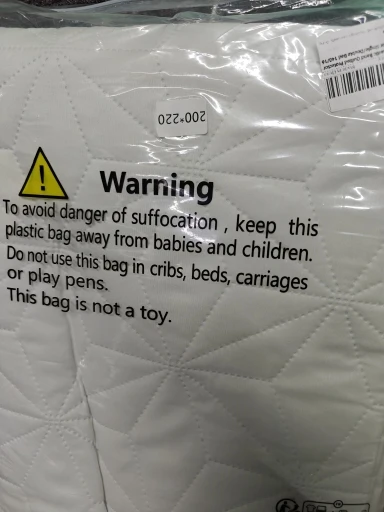 200*220
Warning
To avoid danger of suffocation , keep this
plastic bag away from babies and children.
Do not use this bag in cribs, beds, carriages
or play pens.
This bag is not a toy.